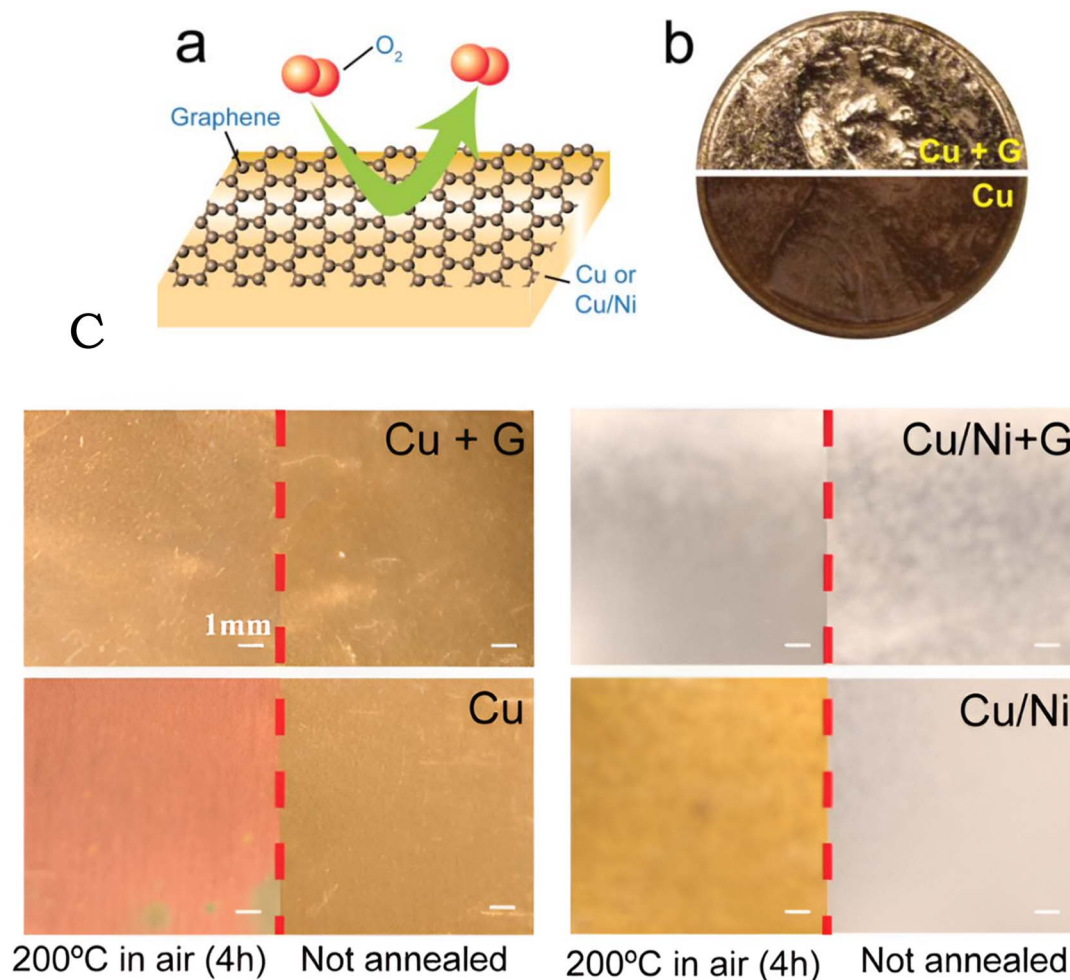 a
O₂
Graphene
Cu or
Cu/Ni
b
Cu + G
Cu
C
Cu + G
1mm
Cu
200ºC in air (4h) Not annealed
Cu/Ni+G
Cu/Ni
200ºC in air (4h) Not annealed